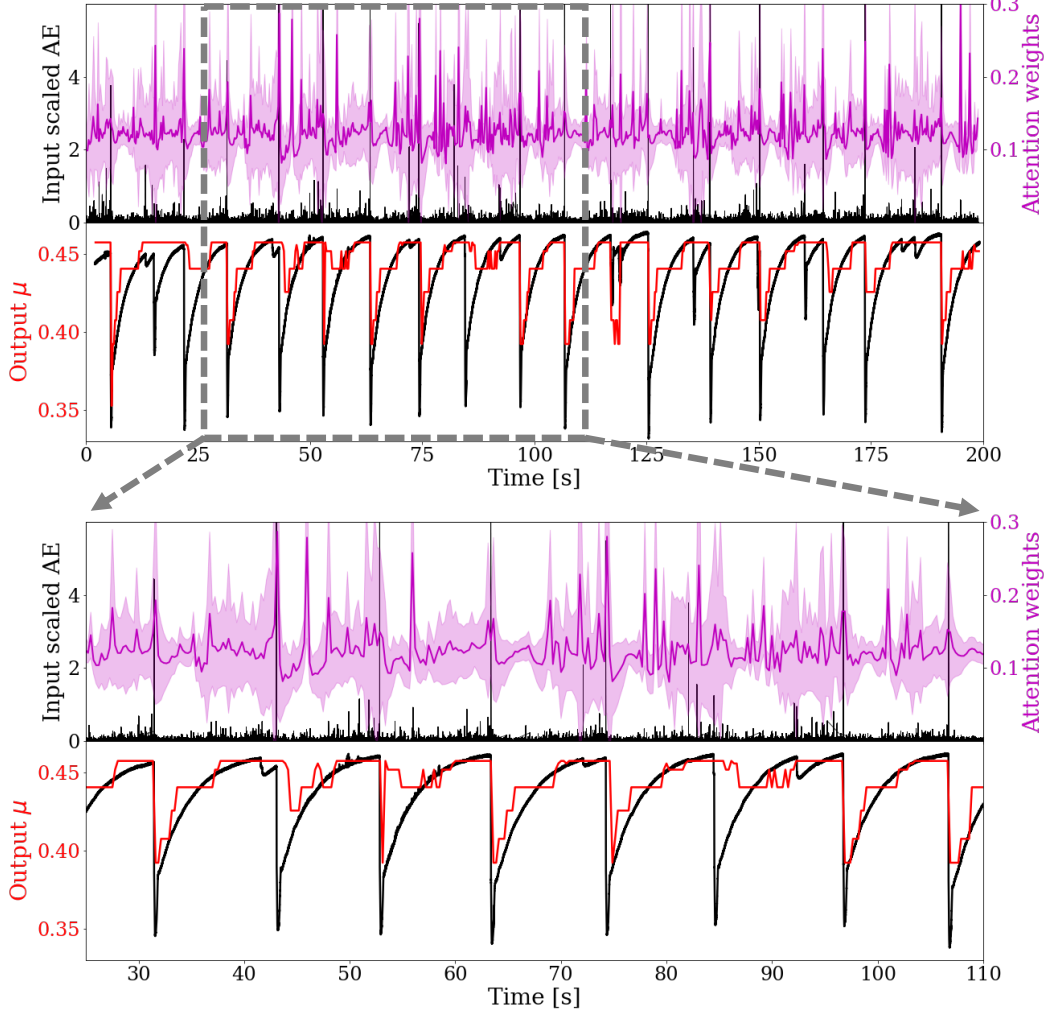 Input scaled AE
4
2
0
0.3
0.2
0.1
Attention weights
Output μ
0.45
0.40
0.35
0 25 50 75 100 125 150 175 200
Time [s]
Input scaled AE
4
2
0
0.3
0.2
0.1
Attention weights
Output μ
0.45
0.40
0.35
30 40 50 60 70 80 90 100 110
Time [s]